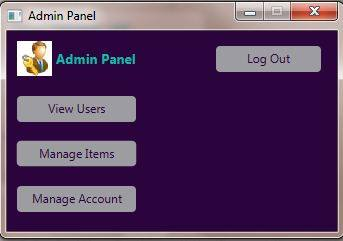 Admin Panel
Admin Panel
Log Out
View Users
Manage Items
Manage Account